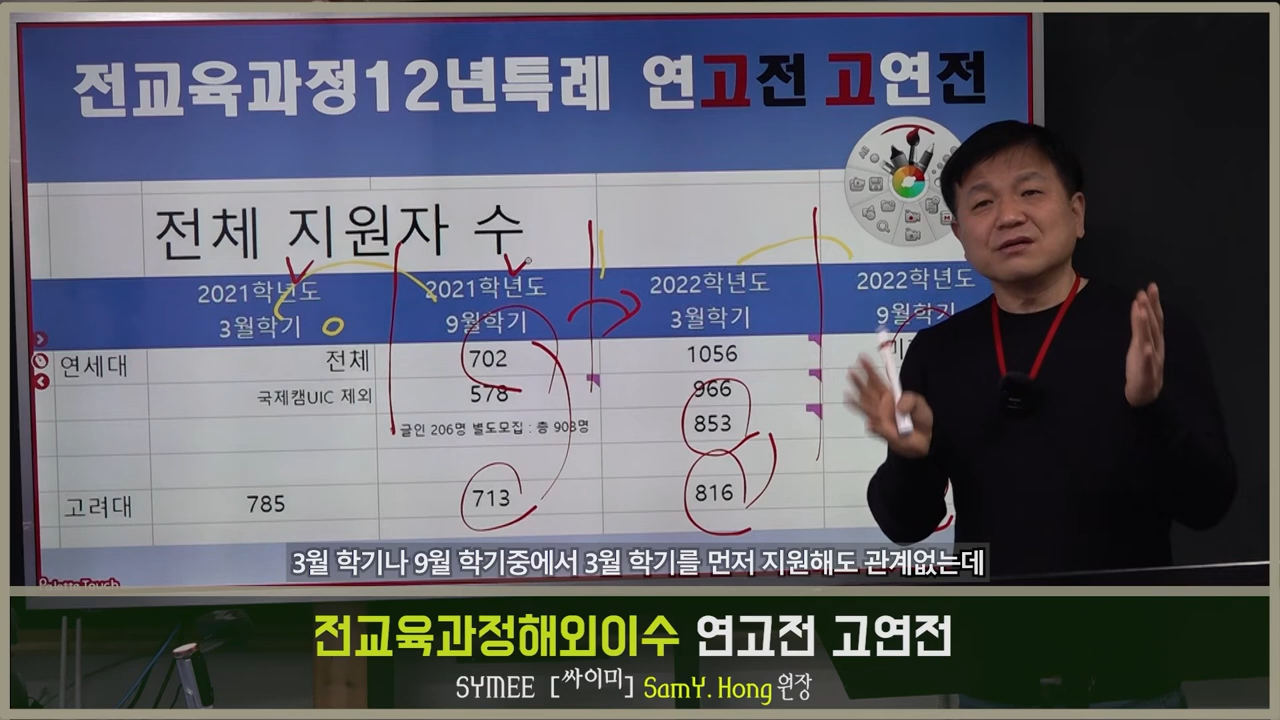 전교육과정12년특례 연고전 고연전
전체 지원자 수
2021학년도 2021학년도 2022학년도 2022학년도
3월학기 9월학기 3월학기 9월학기
연세대 전체 702 1056
국제캠UIC 제외 578 966
글인 206명 별도모집 : 총 908명 853
고려대 785 713 816
3월 학기나 9월 학기중에서 3월 학기를 먼저 지원해도 관계없는데
Palette Touch
전교육과정해외이수 연고전 고연전
SYMEE [싸이미] SamY. Hong 원장